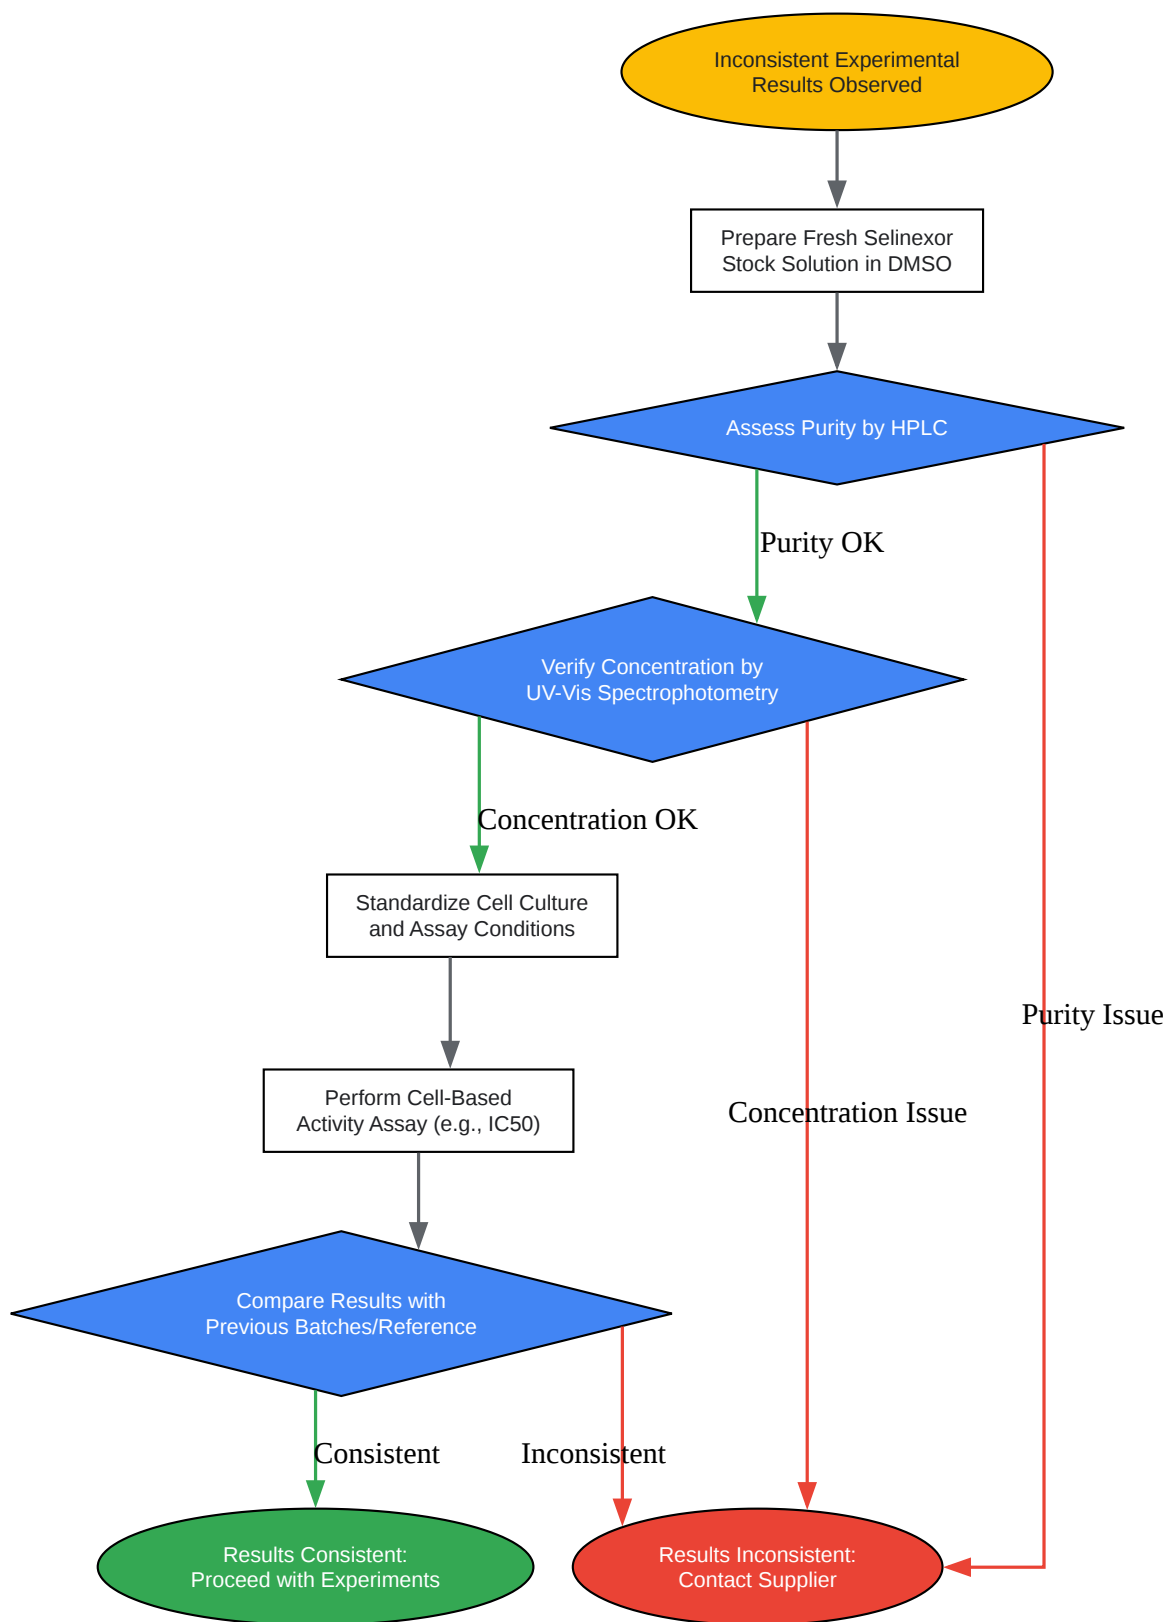 Inconsistent Experimental
Results Observed
Prepare Fresh Selinexor
Stock Solution in DMSO
Assess Purity by HPLC
Purity OK
Verify Concentration by
UV-Vis Spectrophotometry
Concentration OK
Standardize Cell Culture
and Assay Conditions
Purity Issue
Perform Cell-Based
Activity Assay (e.g., IC50)
Concentration Issue
Compare Results with
Previous Batches/Reference
Consistent
Inconsistent
Results Consistent:
Proceed with Experiments
Results Inconsistent:
Contact Supplier